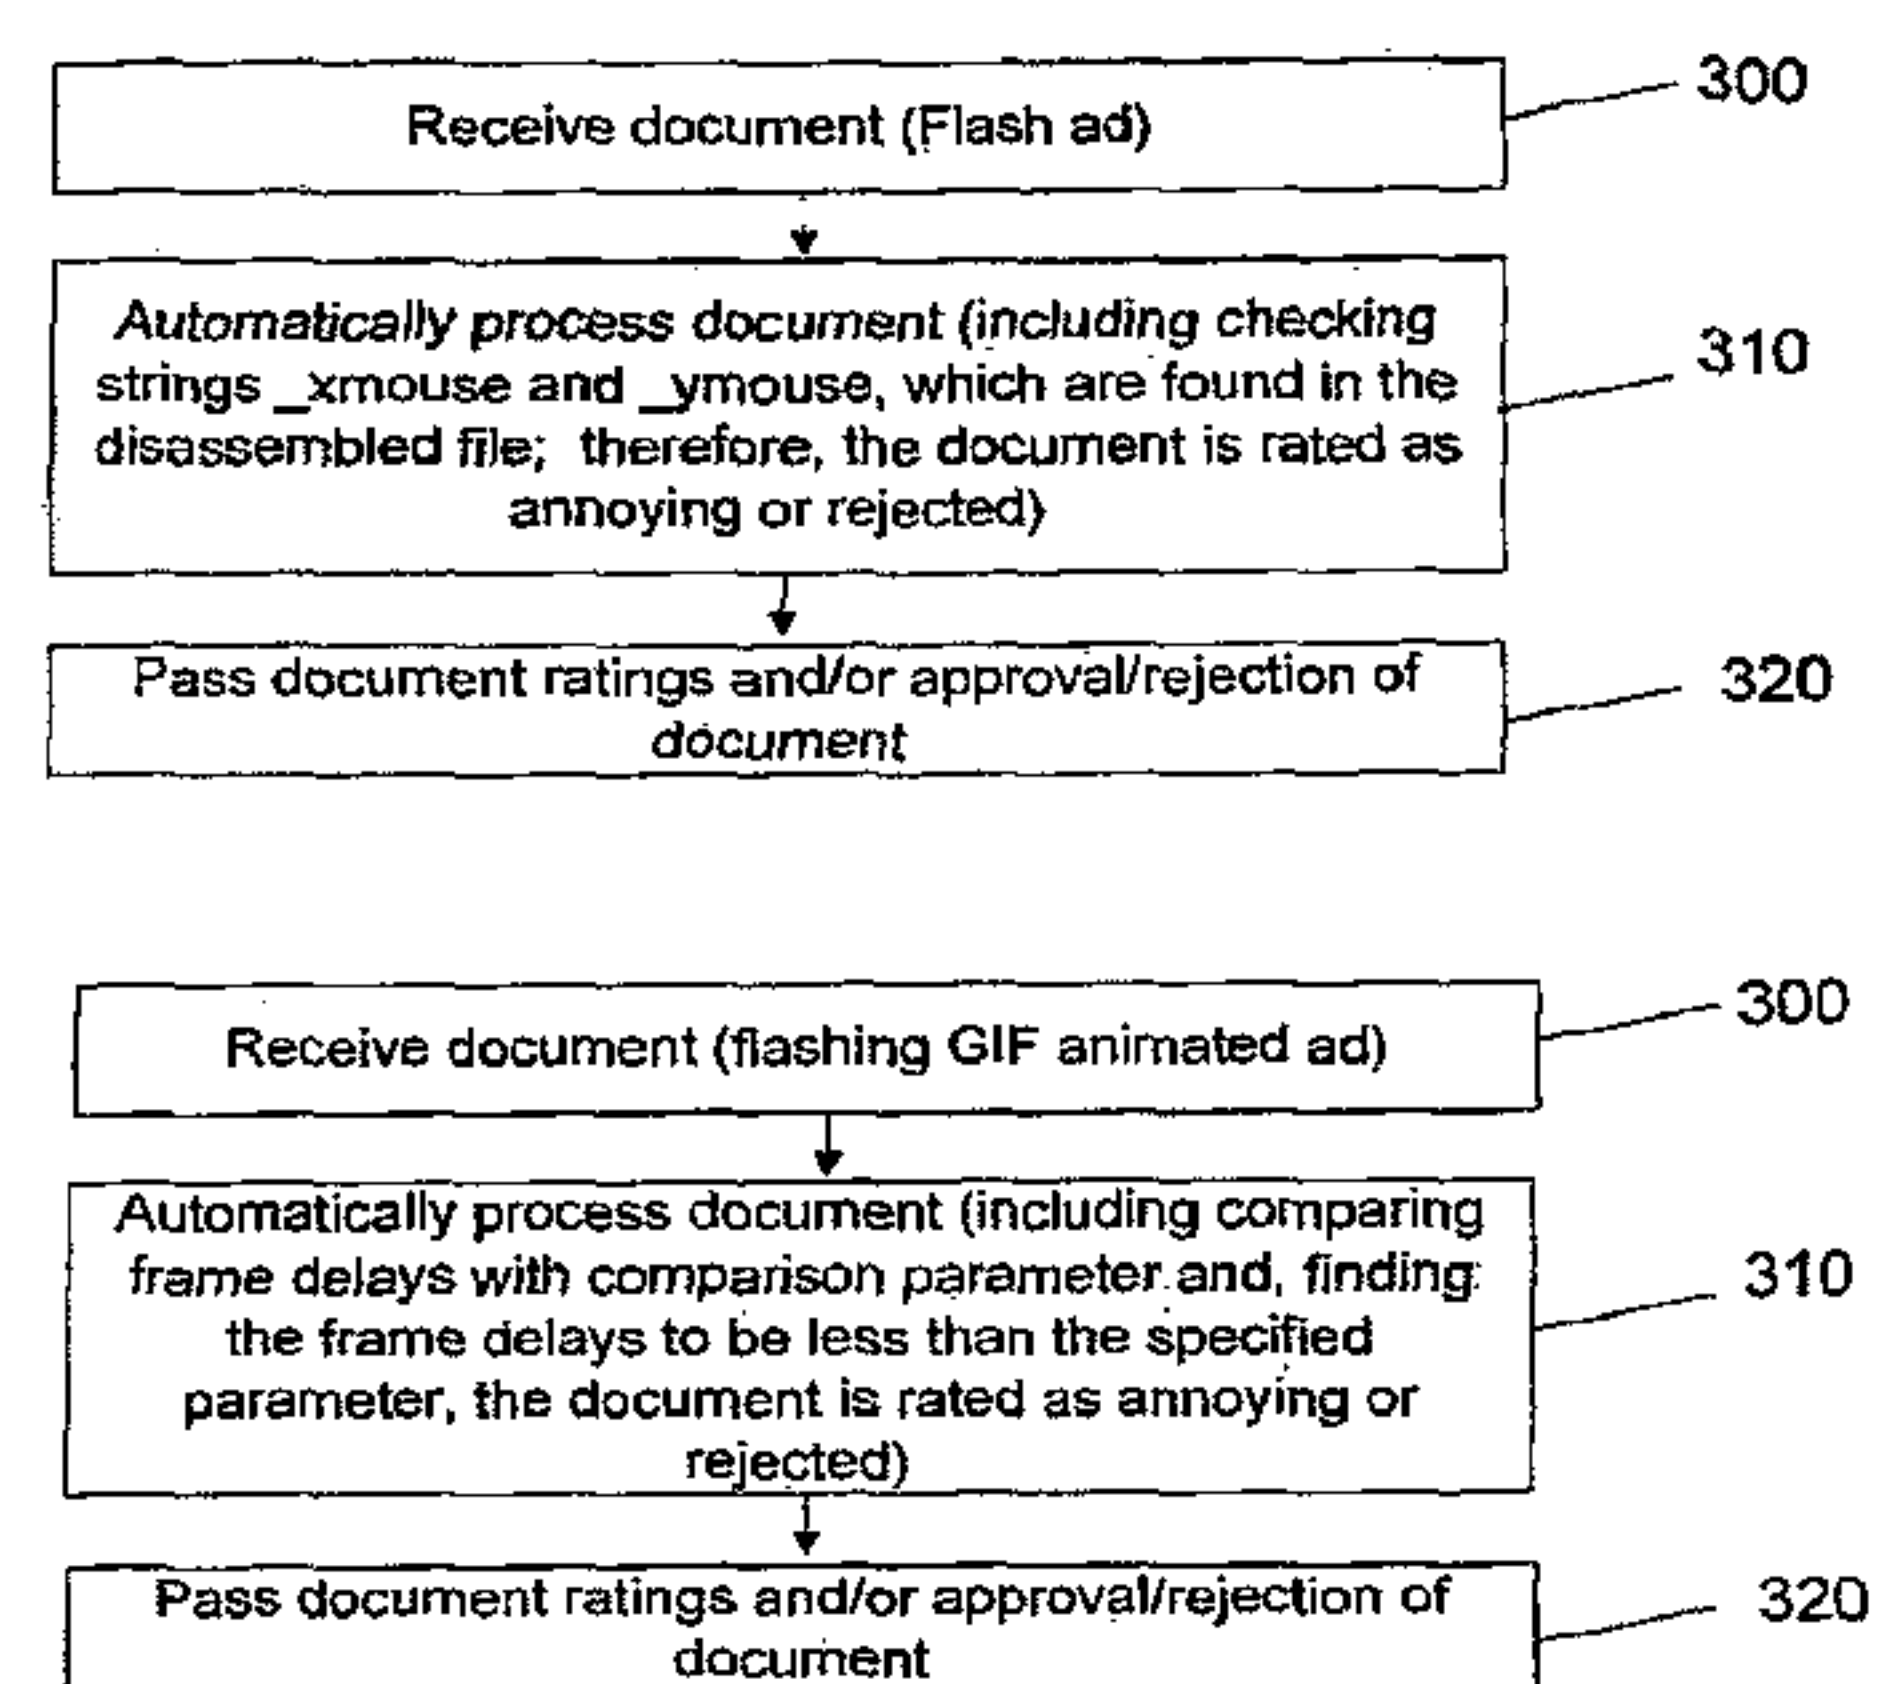 Receive document (Flash ad)
300
Automatically process document (including checking
strings _xmouse and _ymouse, which are found in the
disassembled file; therefore, the document is rated as
annoying or rejected)
310
Pass document ratings and/or approval/rejection of
document
320
Receive document (flashing GIF animated ad)
300
Automatically process document (including comparing
frame delays with comparison parameter and, finding
the frame delays to be less than the specified
parameter, the document is rated as annoying or
rejected)
310
Pass document ratings and/or approval/rejection of
document
320